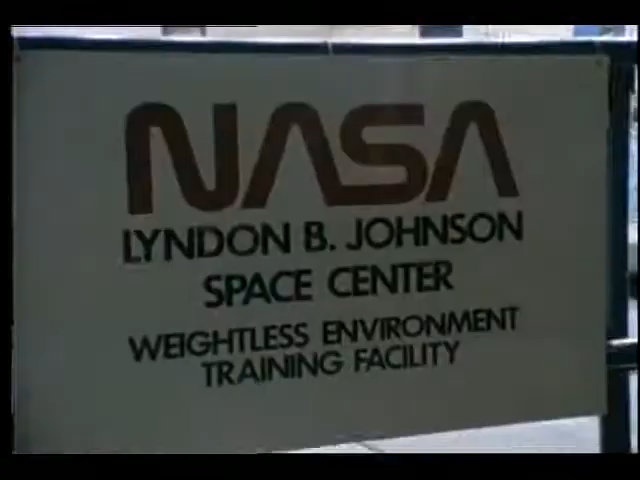 NASA
LYNDON B. JOHNSON
SPACE CENTER
WEIGHTLESS ENVIRONMENT
TRAINING FACILITY